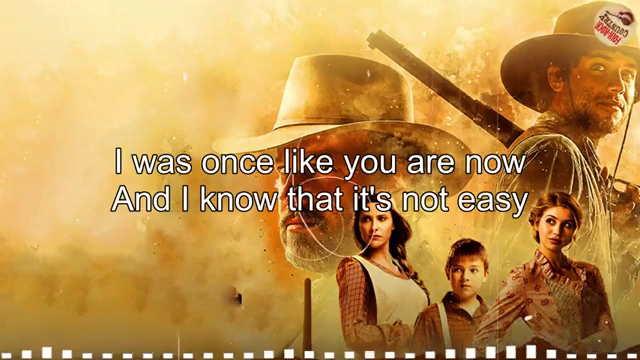 I was once like you are now
And I know that it's not easy